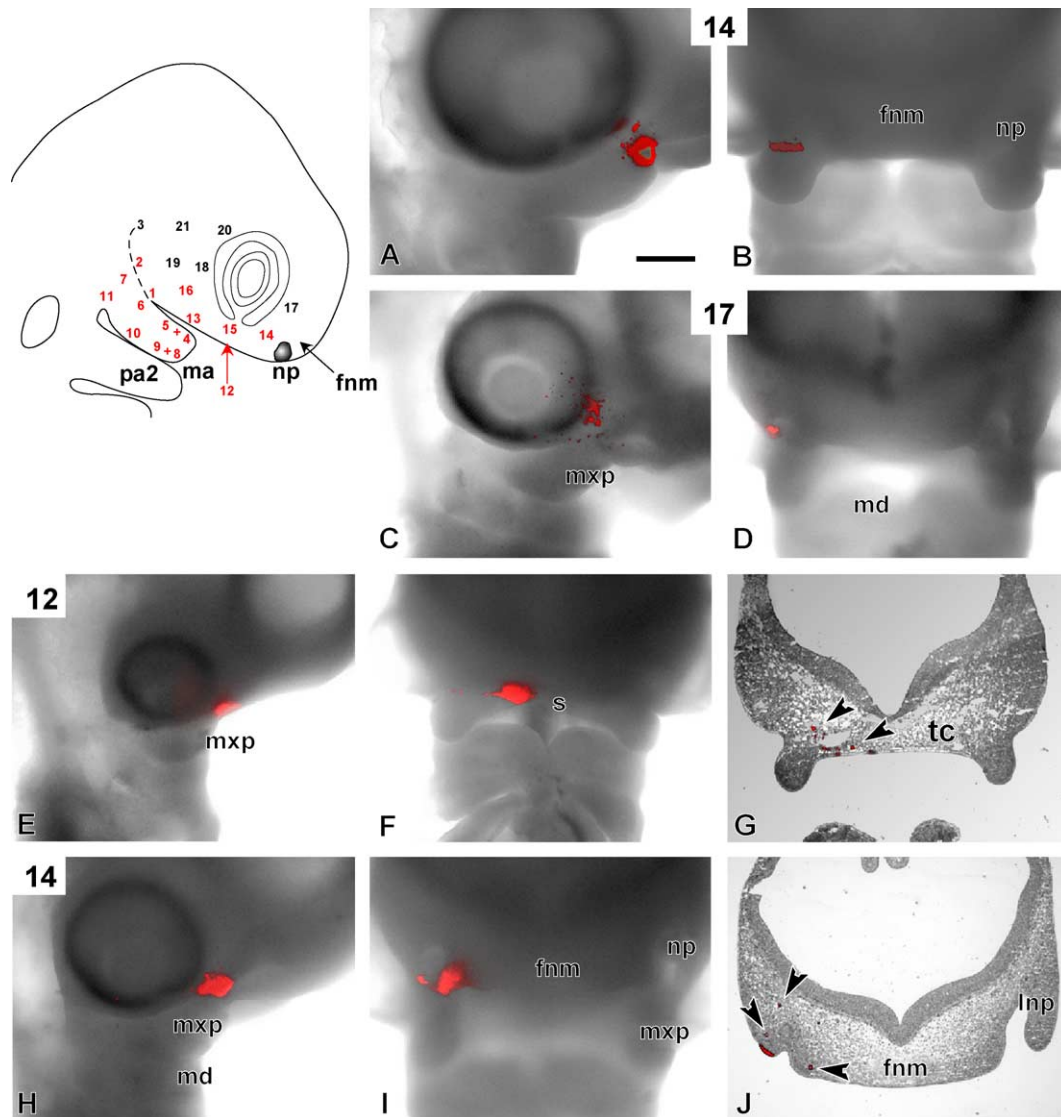 14
fnm
np
A
B
3 21 20
2 19 18
7
11 1 16 17
6
13
5 + 4 15 14
10
9 + 8
pa2 ma np
12 fnm
17
mxp
md
C
D
12
mxp
s
tc
E
F
G
14
np
fnm
lnp
mxp mxp
md fnm
H
I
J